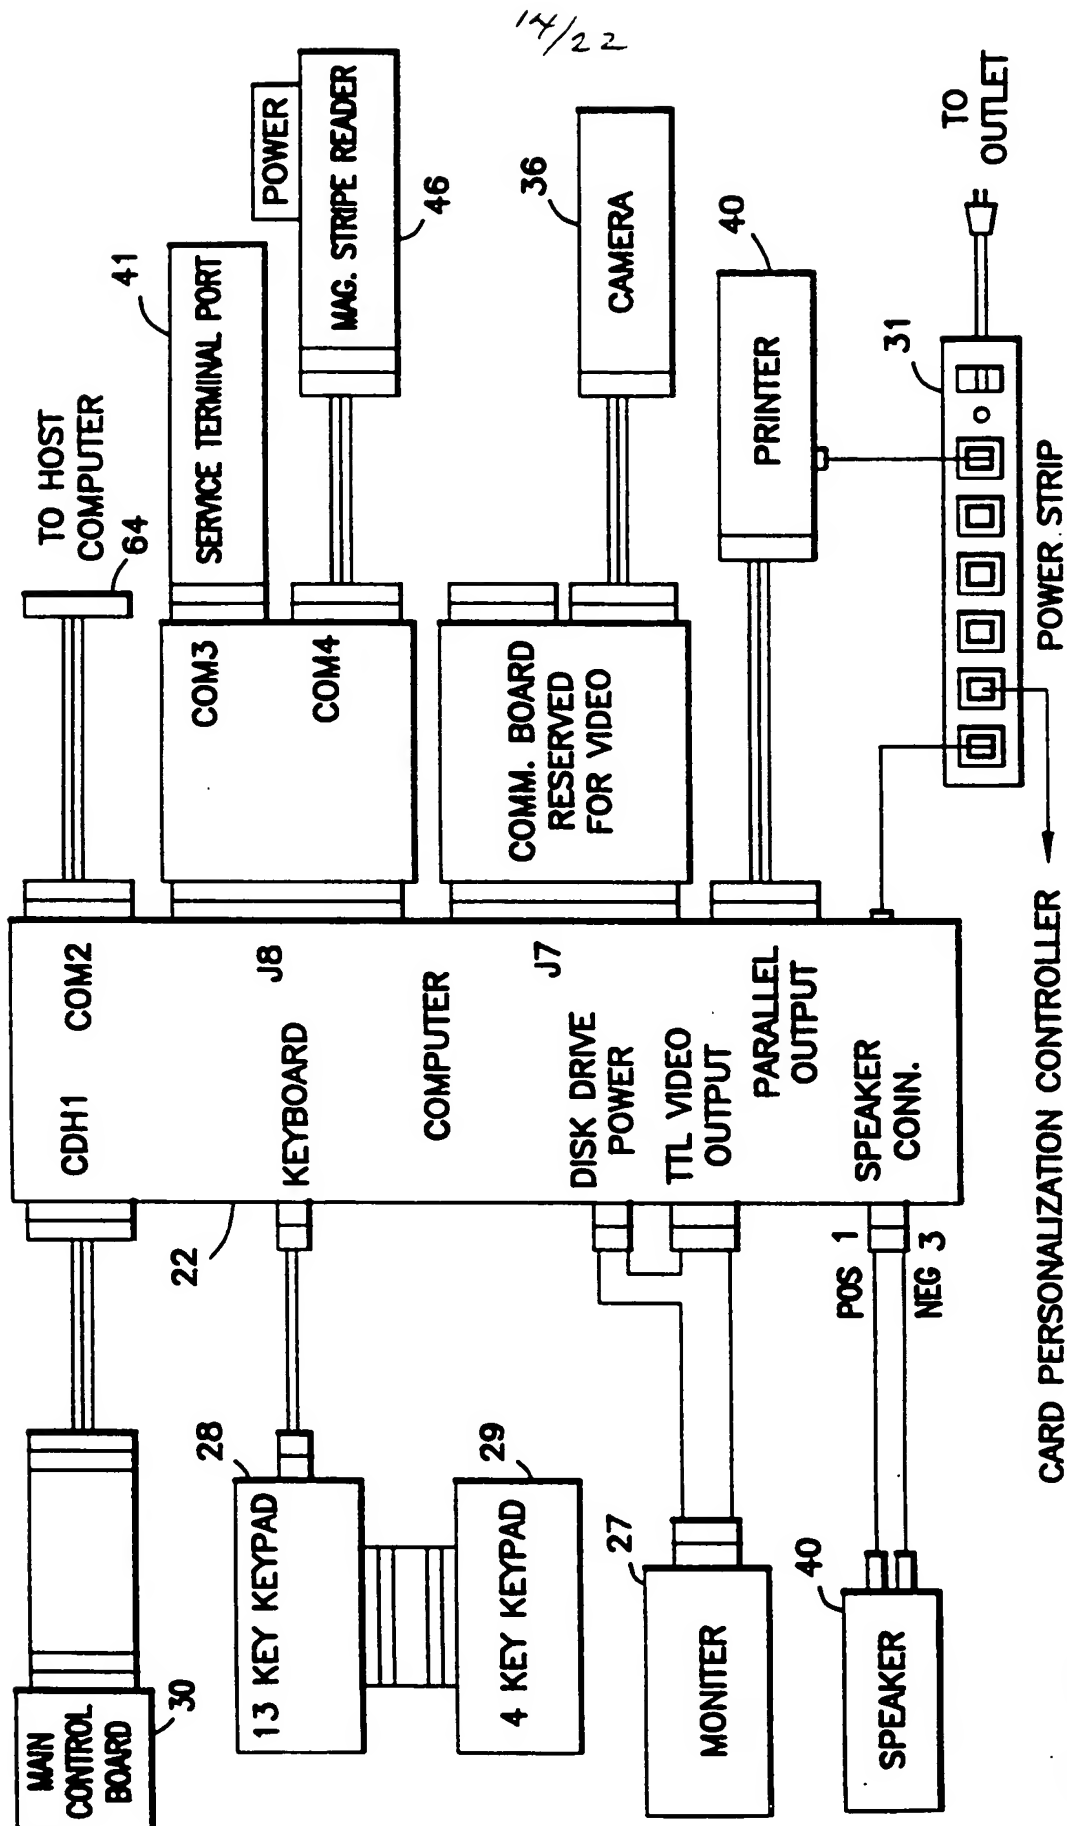 14/22
MAIN
CONTROL
BOARD
30
CDH1
COM2
64
TO HOST
COMPUTER
22
13 KEY KEYPAD
28
KEYBOARD
J8
COM3
SERVICE TERMINAL PORT
41
COM4
MAG. STRIPE READER
POWER
46
4 KEY KEYPAD
29
COMPUTER
J7
COMM. BOARD
RESERVED
FOR VIDEO
CAMERA
36
MONITER
27
DISK DRIVE
POWER
TTL VIDEO
OUTPUT
PARALLEL
OUTPUT
PRINTER
40
SPEAKER
40
POS 1
NEG 3
SPEAKER
CONN.
31
TO
OUTLET
POWER STRIP
CARD PERSONALIZATION CONTROLLER